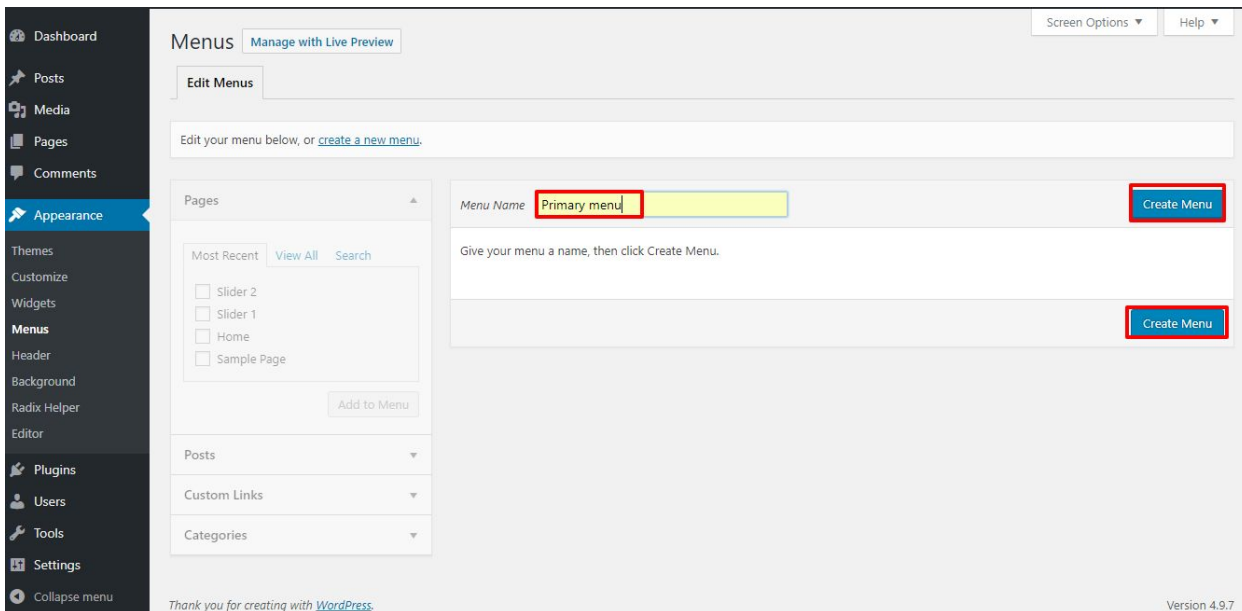 Screen Options ▼ Help ▼
Dashboard
Menus Manage with Live Preview
Posts
Edit Menus
Media
Pages
Edit your menu below, or create a new menu.
Comments
Appearance
Pages
Menu Name Primary menu Create Menu
Themes
Customize
Widgets
Menus
Header
Background
Radix Helper
Editor
Most Recent View All Search
Slider 2
Slider 1
Home
Sample Page
Add to Menu
Give your menu a name, then click Create Menu.
Create Menu
Posts
Custom Links
Categories
Plugins
Users
Tools
Settings
Collapse menu
Thank you for creating with WordPress. Version 4.9.7